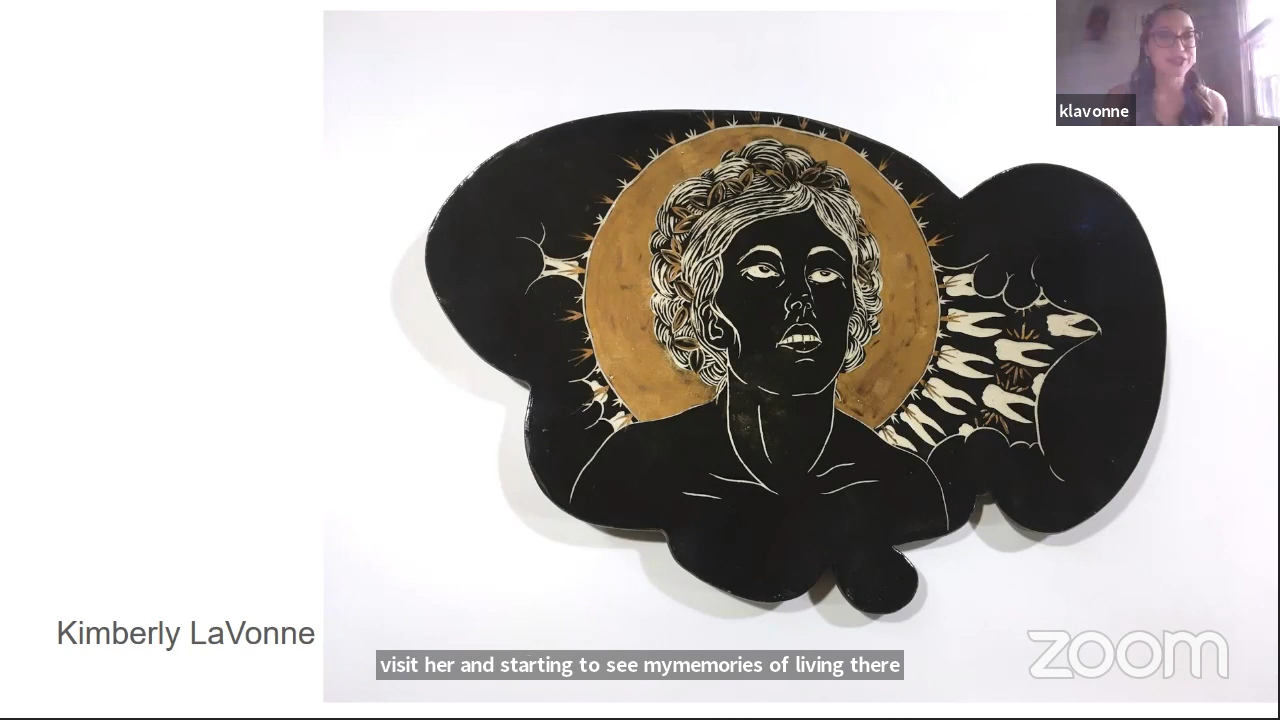 klavonne
Kimberly LaVonne
visit her and starting to see mymemories of living there
zoom